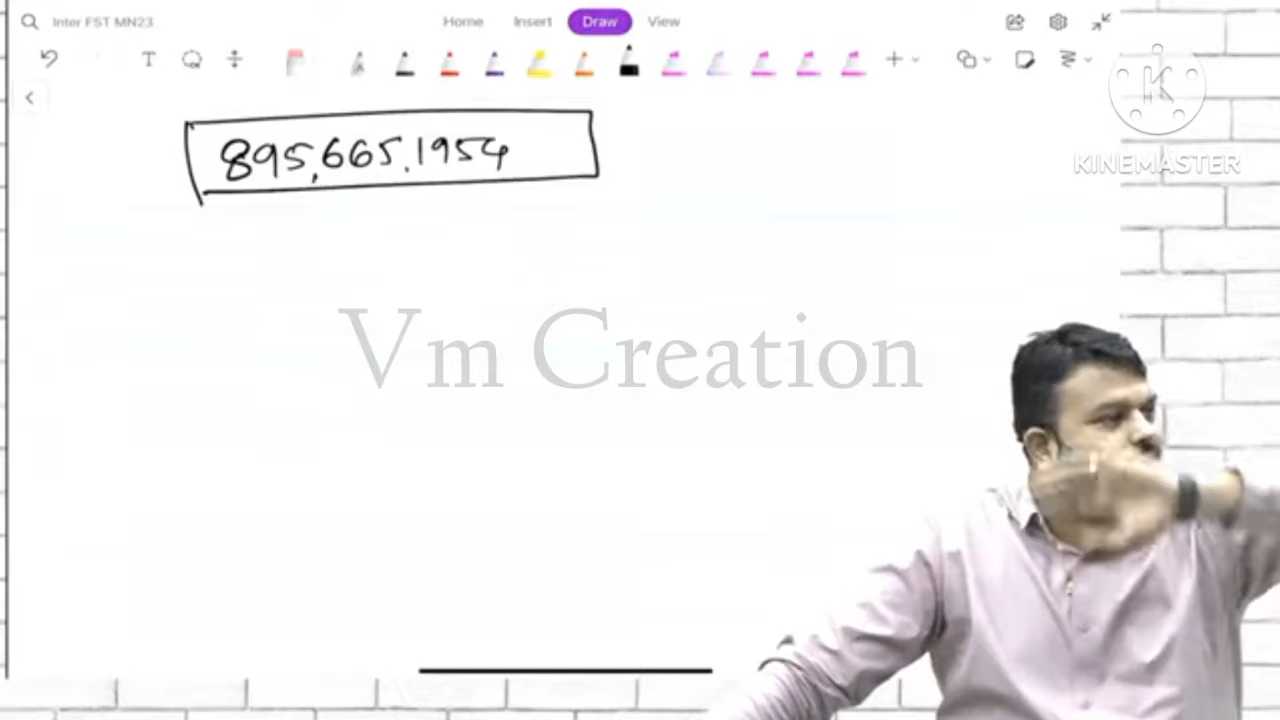 Inter FST MN23
Home Insert Draw View
KINEMASTER
895,665.1954
Vm Creation